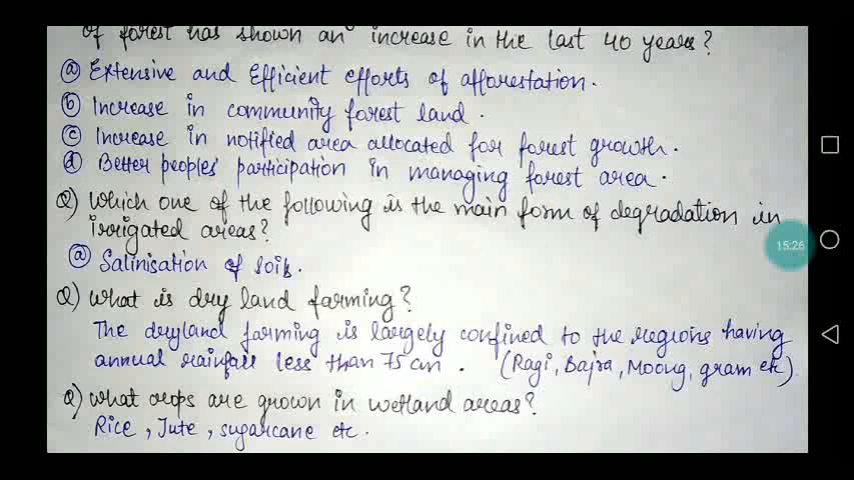 of forest has shown an increase in the last 40 years?
(a) Extensive and Efficient efforts of afforestation.
(b) Increase in community forest land.
(c) Increase in notified area allocated for forest growth.
(d) Better peoples' participation in managing forest area.
Q) Which one of the following is the main form of degradation in
irrigated areas?
(a) Salinisation of soils.
Q) What is dry land farming?
The dryland farming is largely confined to the regions having
annual rainfall less than 75 cm. (Ragi, Bajra, Moong, gram etc).
Q) What crops are grown in wetland areas?
Rice, Jute, sugarcane etc.
15:26